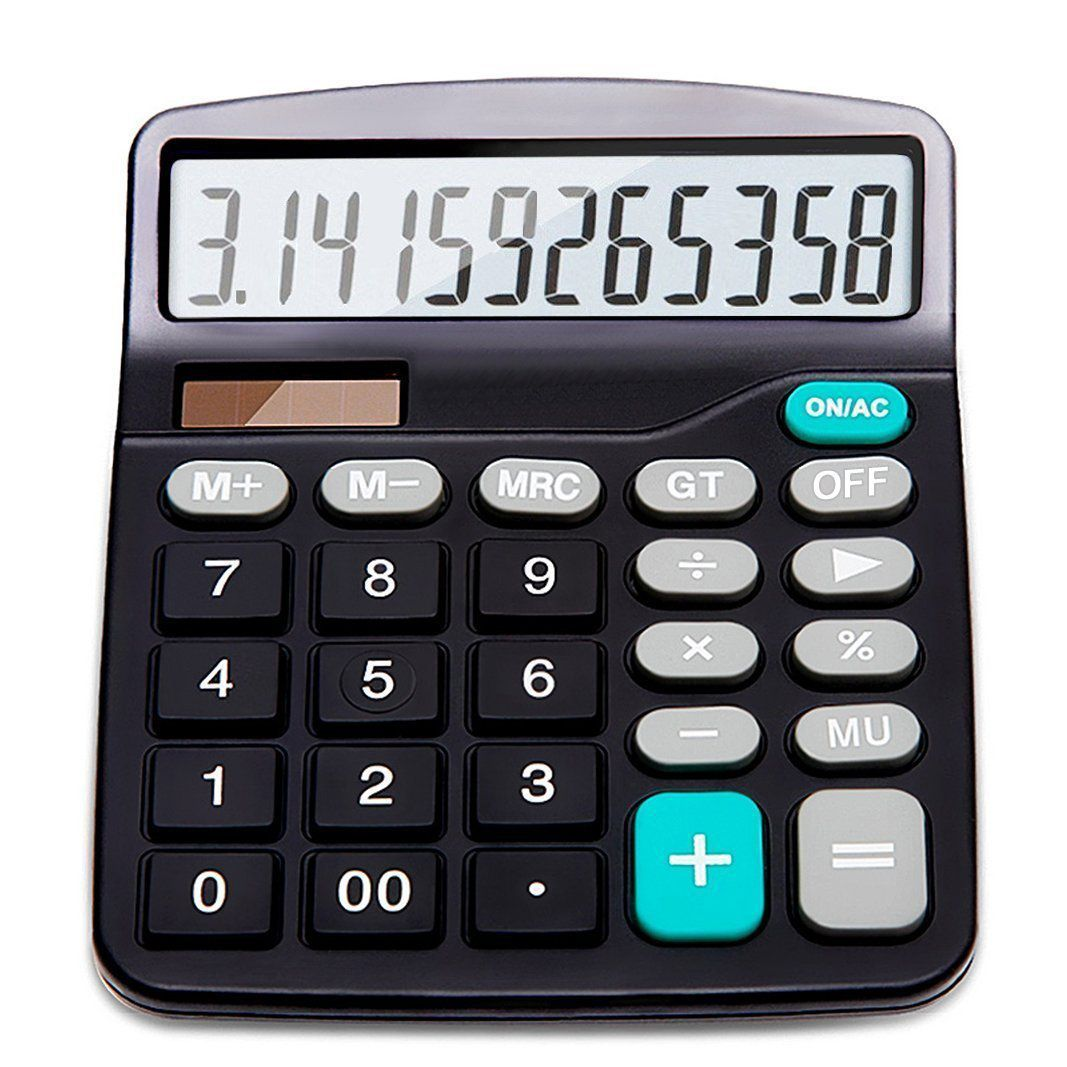 3.14159265358
ON/AC
M+ M− MRC GT OFF
7 8 9 ÷ ▶
4 5 6 × %
1 2 3 − MU
0 00 . + =